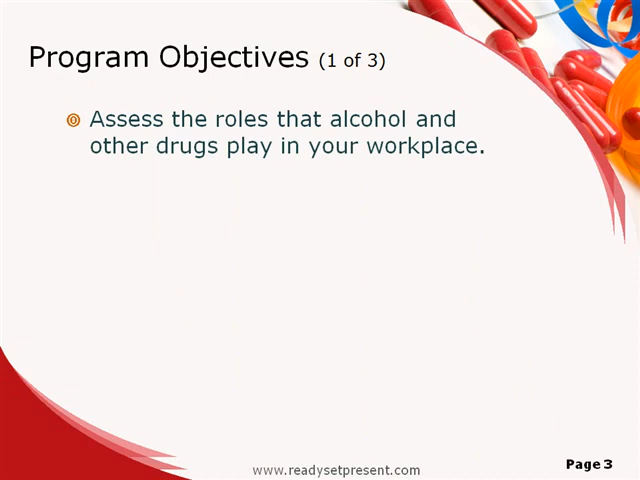 Program Objectives (1 of 3)
Assess the roles that alcohol and
other drugs play in your workplace.
www.readysetpresent.com
Page 3